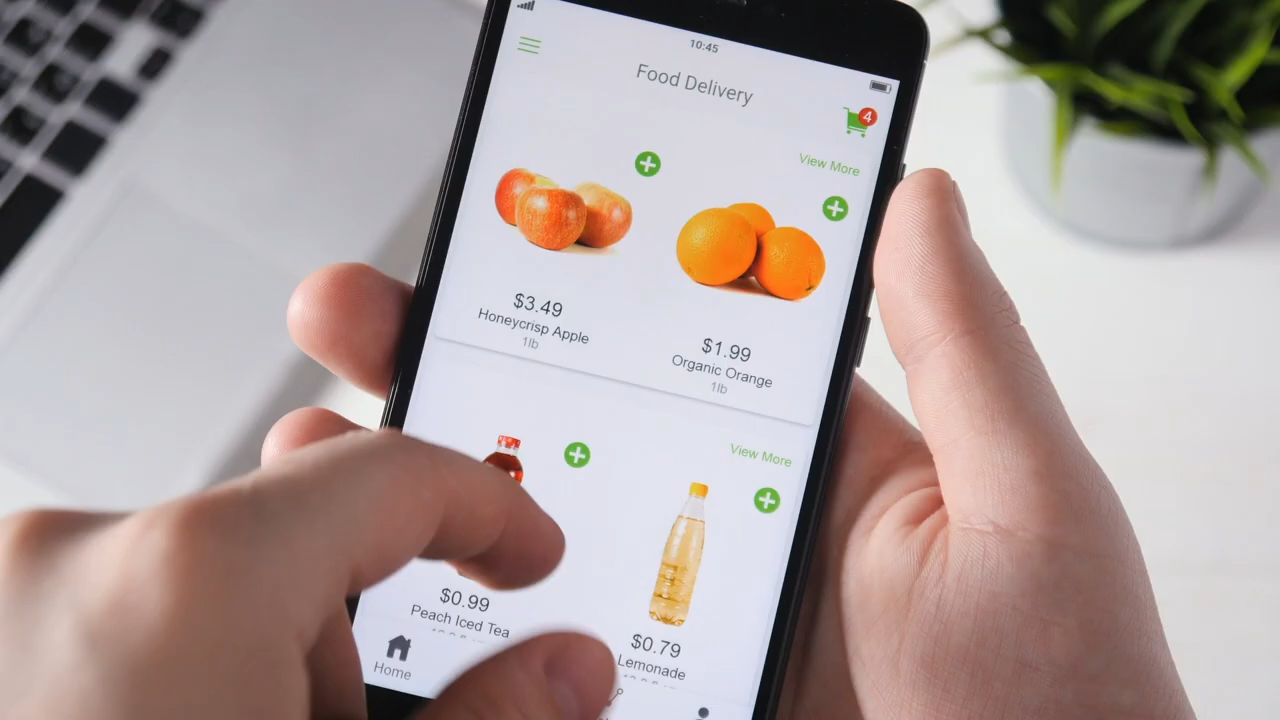 10:45
Food Delivery
4
View More
$3.49
Honeycrisp Apple
1lb
$1.99
Organic Orange
1lb
View More
$0.99
Peach Iced Tea
$0.79
Lemonade
Home